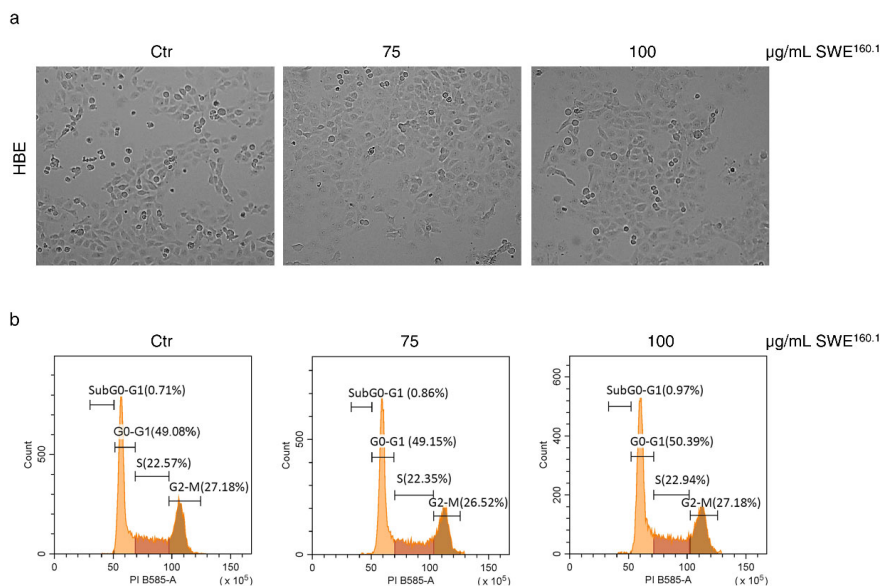 a
Ctr 75 100 µg/mL SWE160.1
HBE
b
Ctr 75 100 µg/mL SWE160.1
SubG0-G1(0.71%)
G0-G1(49.08%)
S(22.57%)
G2-M(27.18%)
Count
500
0
0 50 100 150
PI B585-A (x 10⁵)
SubG0-G1 (0.86%)
G0-G1 (49.15%)
S(22.35%)
G2-M(26.52%)
Count
500
0
0 50 100 150
PI B585-A (x 10⁵)
SubG0-G1(0.97%)
G0-G1(50.39%)
S(22.94%)
G2-M(27.18%)
Count
600
400
200
0
0 50 100 150
PI B585-A (x 10⁵)